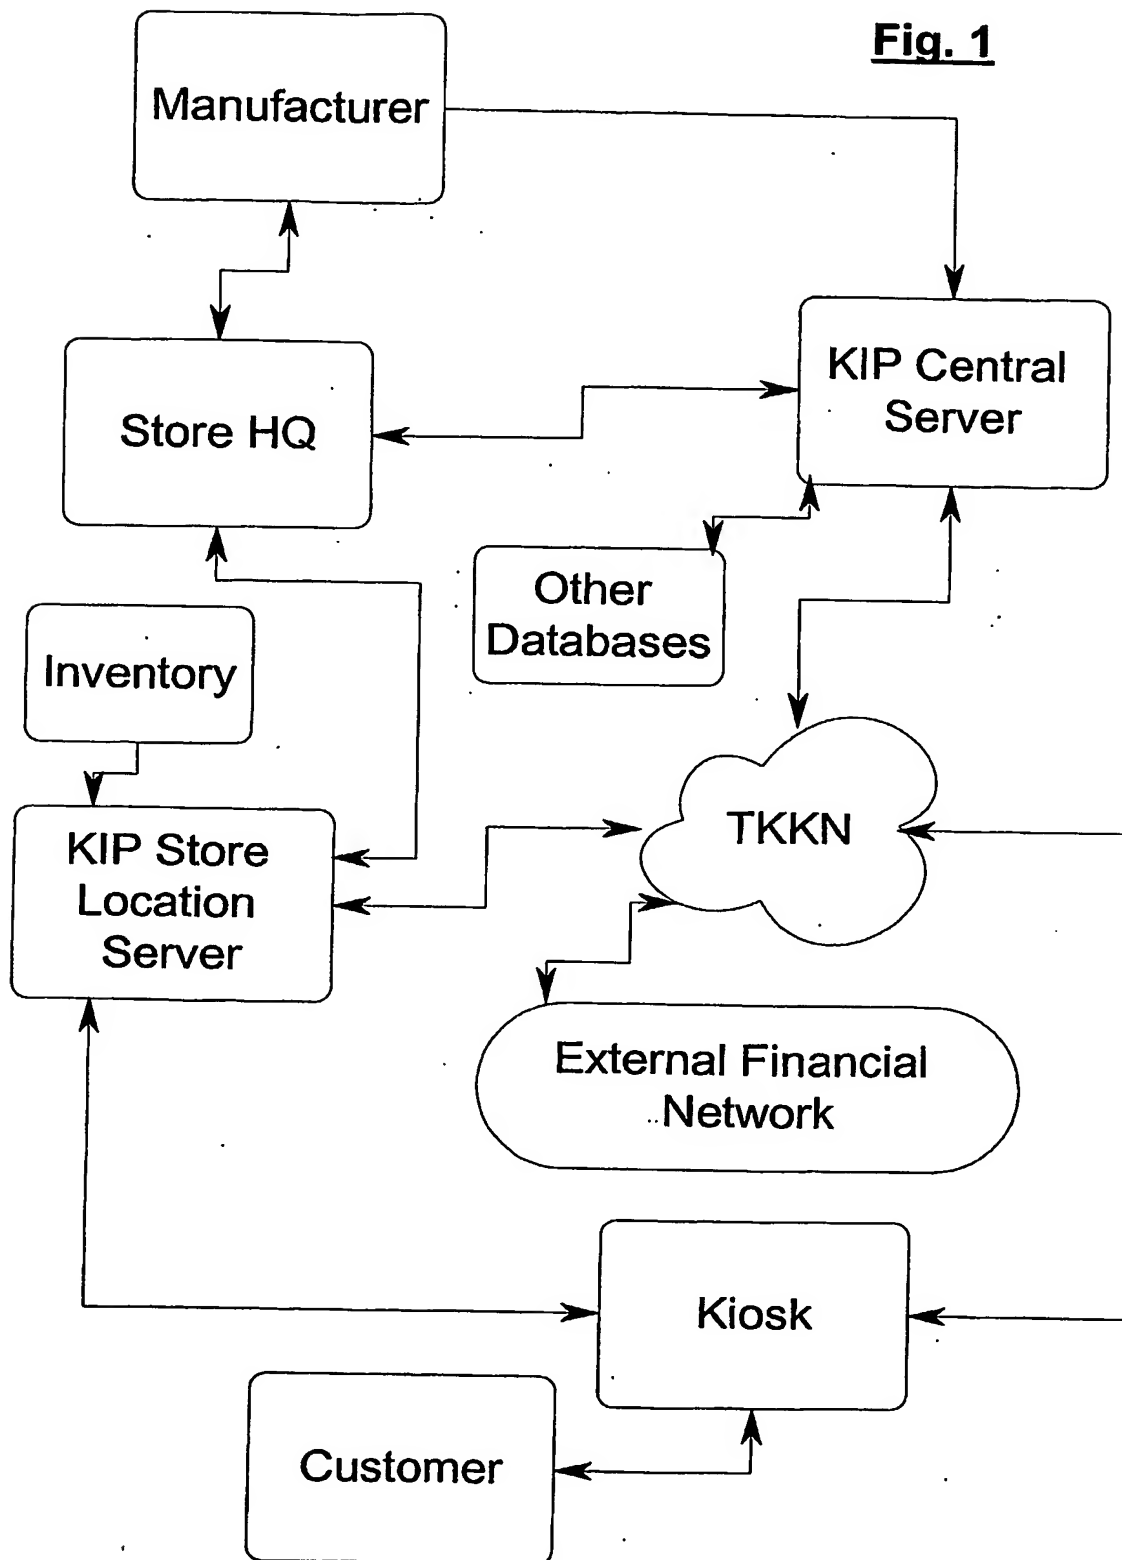 Fig. 1
Manufacturer
KIP Central
Server
Store HQ
Other
Databases
Inventory
TKKN
KIP Store
Location
Server
External Financial
Network
Kiosk
Customer